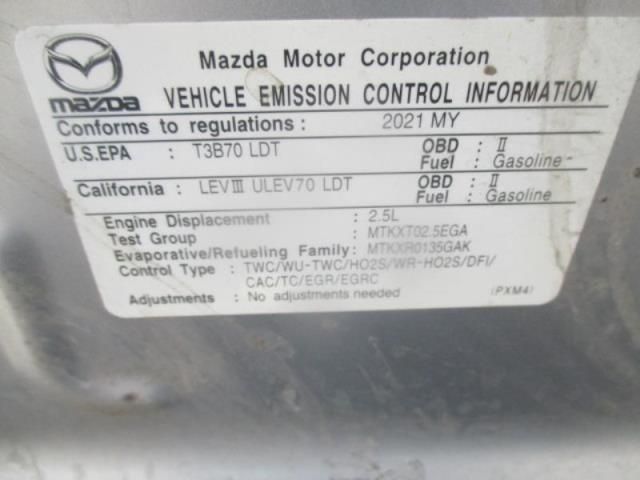 Mazda Motor Corporation
mazda VEHICLE EMISSION CONTROL INFORMATION
Conforms to regulations : 2021 MY
U.S.EPA : T3B70 LDT OBD : II
Fuel : Gasoline
California : LEVIII ULEV70 LDT OBD : II
Fuel : Gasoline
Engine Displacement : 2.5L
Test Group : MTKXT02.5EGA
Evaporative/Refueling Family: MTKXR0135GAK
Control Type : TWC/WU-TWC/HO2S/WR-HO2S/DFI/
CAC/TC/EGR/EGRC
Adjustments : No adjustments needed (PXM4)